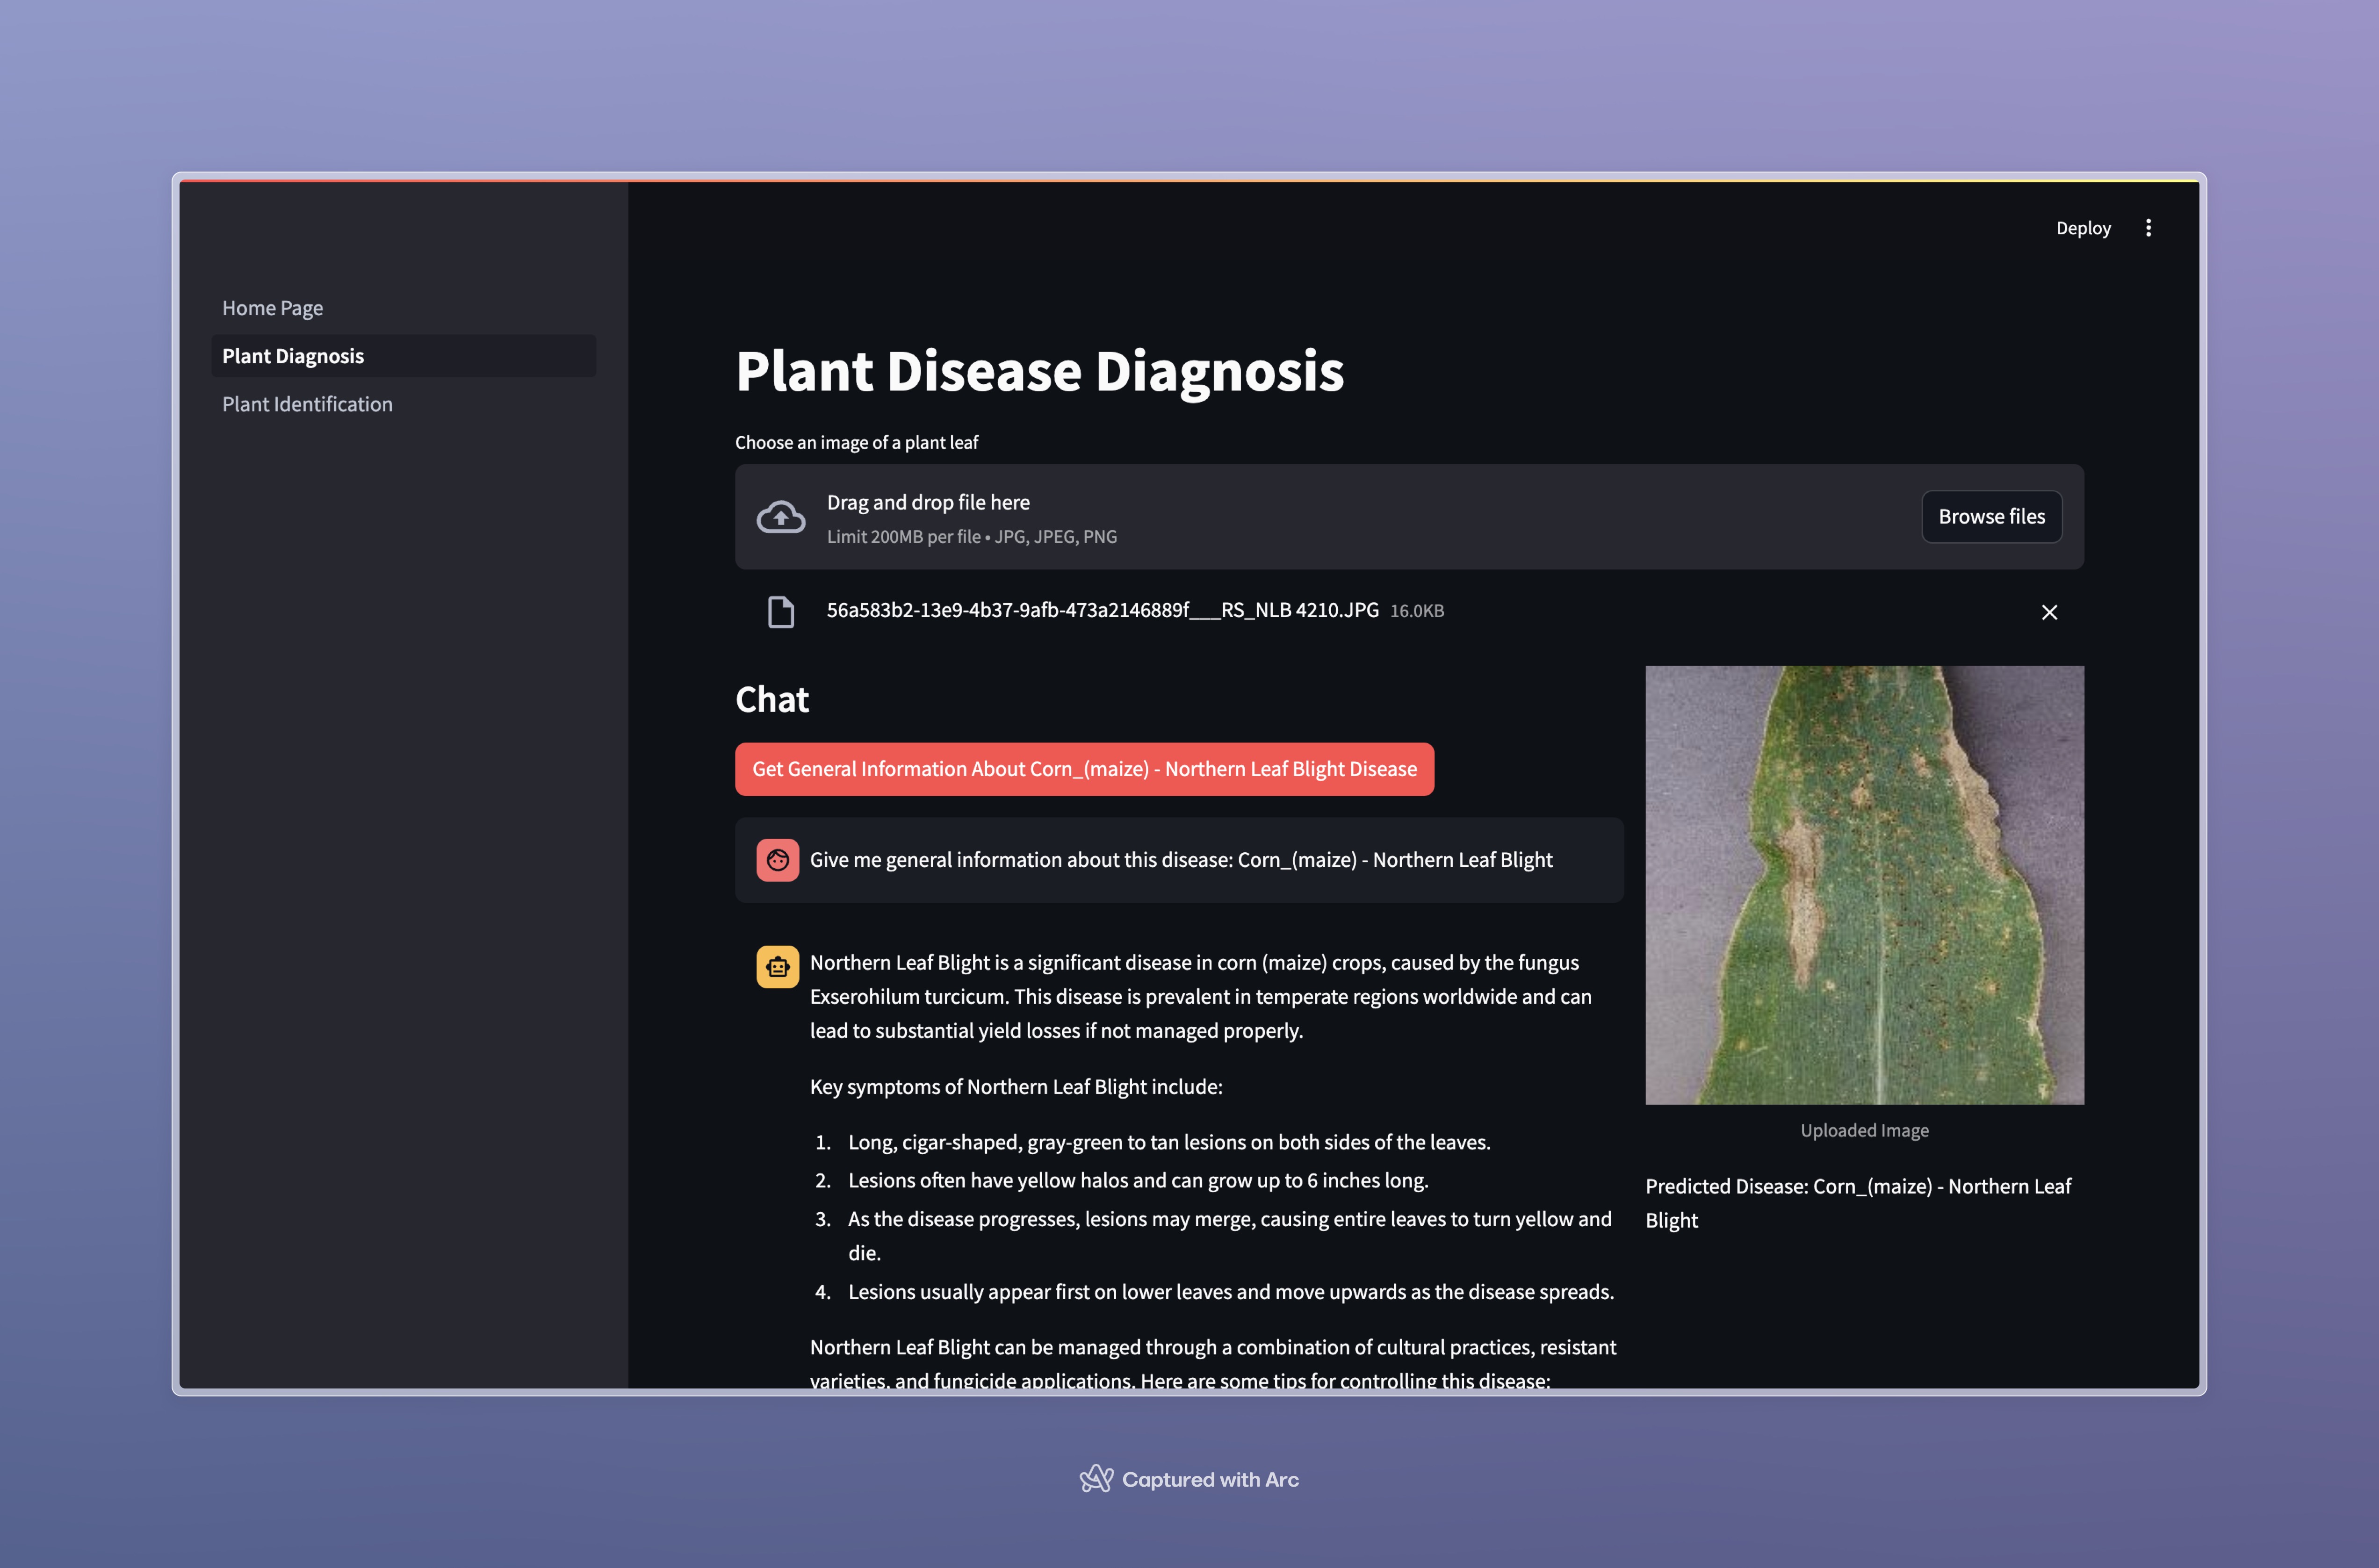 Deploy
Home Page
Plant Diagnosis
Plant Identification
Plant Disease Diagnosis
Choose an image of a plant leaf
Drag and drop file here
Limit 200MB per file • JPG, JPEG, PNG
Browse files
56a583b2-13e9-4b37-9afb-473a2146889f___RS_NLB 4210.JPG 16.0KB
Chat
Get General Information About Corn_(maize) - Northern Leaf Blight Disease
Give me general information about this disease: Corn_(maize) - Northern Leaf Blight
Northern Leaf Blight is a significant disease in corn (maize) crops, caused by the fungus
Exserohilum turcicum. This disease is prevalent in temperate regions worldwide and can
lead to substantial yield losses if not managed properly.
Key symptoms of Northern Leaf Blight include:
1. Long, cigar-shaped, gray-green to tan lesions on both sides of the leaves.
2. Lesions often have yellow halos and can grow up to 6 inches long.
3. As the disease progresses, lesions may merge, causing entire leaves to turn yellow and
die.
4. Lesions usually appear first on lower leaves and move upwards as the disease spreads.
Northern Leaf Blight can be managed through a combination of cultural practices, resistant
varieties, and fungicide applications. Here are some tips for controlling this disease:
Uploaded Image
Predicted Disease: Corn_(maize) - Northern Leaf
Blight
Captured with Arc